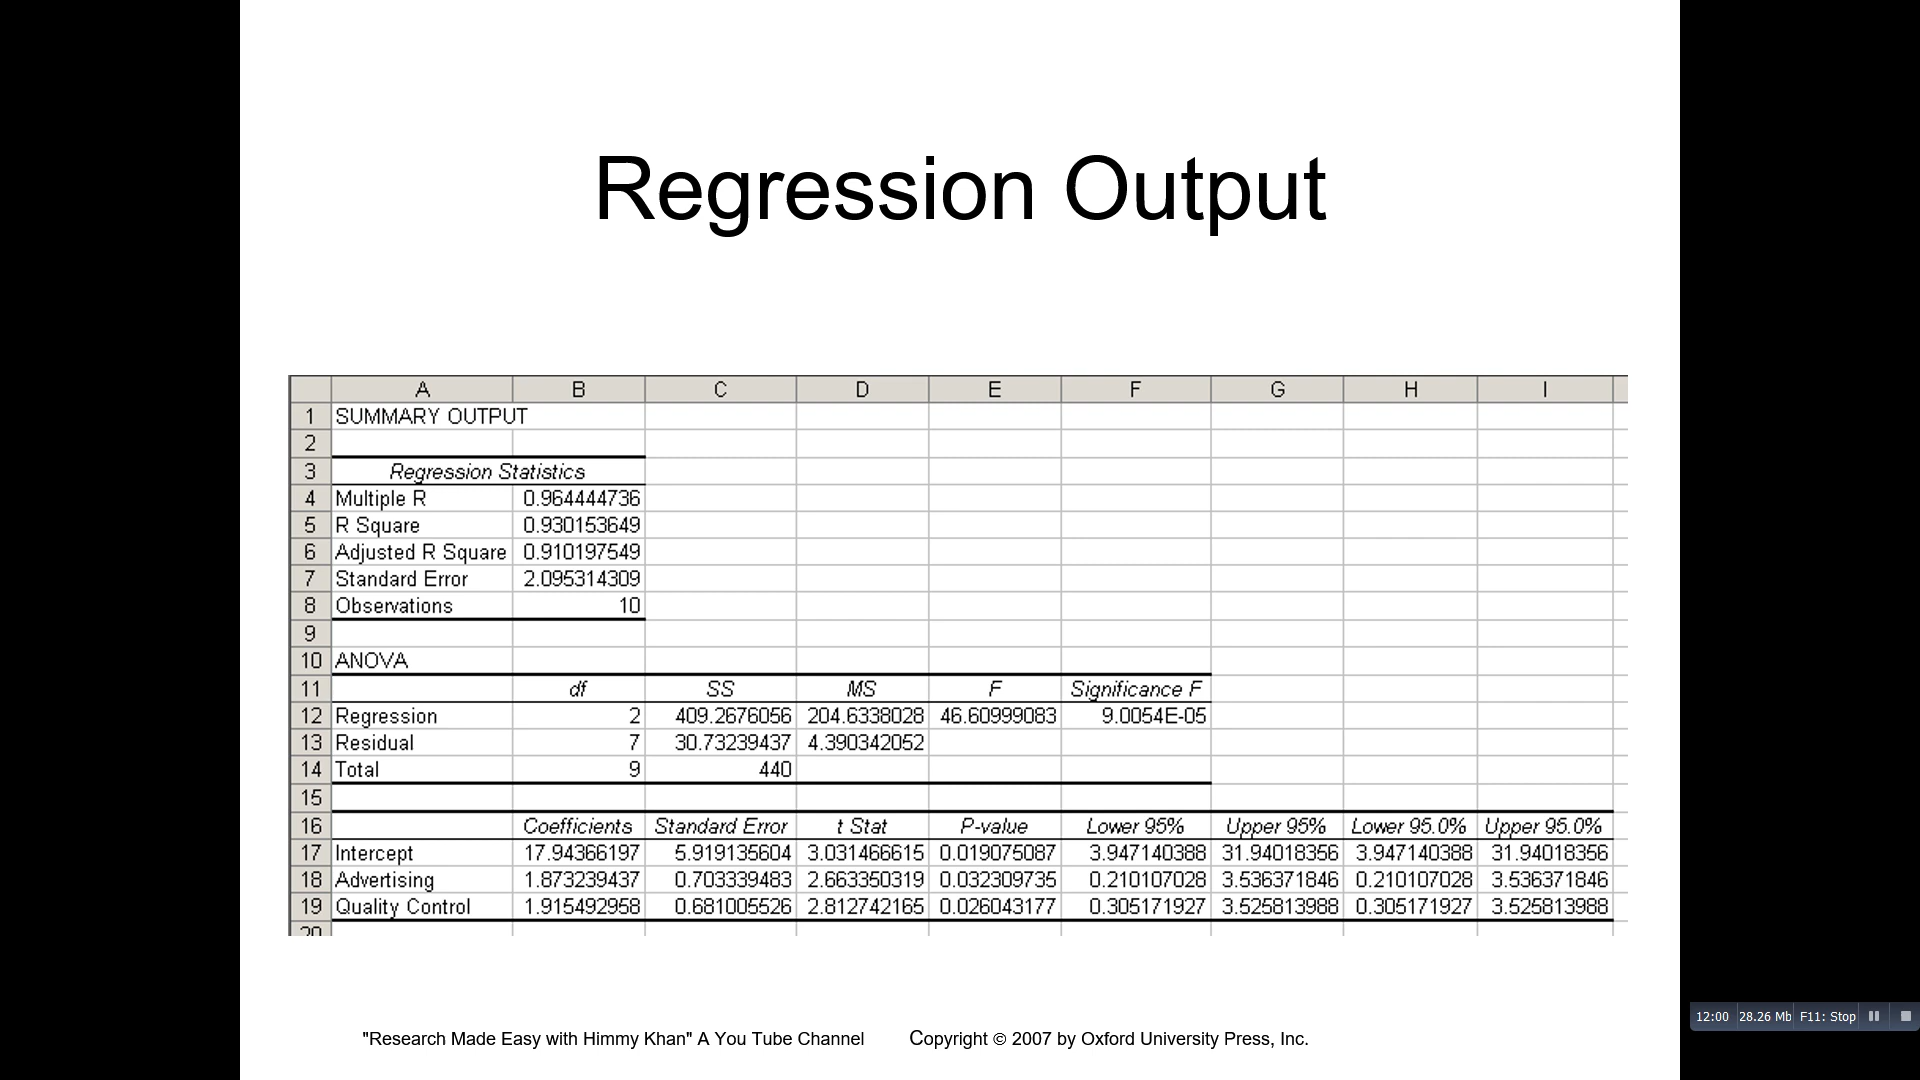 Regression Output
A B C D E F G H I
1 SUMMARY OUTPUT
2
3 Regression Statistics
4 Multiple R 0.964444736
5 R Square 0.930153649
6 Adjusted R Square 0.910197549
7 Standard Error 2.095314309
8 Observations 10
9
10 ANOVA
11 df SS MS F Significance F
12 Regression 2 409.2676056 204.6338028 46.60999083 9.0054E-05
13 Residual 7 30.73239437 4.390342052
14 Total 9 440
15
16 Coefficients Standard Error t Stat P-value Lower 95% Upper 95% Lower 95.0% Upper 95.0%
17 Intercept 17.94366197 5.919135604 3.031466615 0.019075087 3.947140388 31.94018356 3.947140388 31.94018356
18 Advertising 1.873239437 0.703339483 2.663350319 0.032309735 0.210107028 3.536371846 0.210107028 3.536371846
19 Quality Control 1.915492958 0.681005526 2.812742165 0.026043177 0.305171927 3.525813988 0.305171927 3.525813988
20
"Research Made Easy with Himmy Khan" A You Tube Channel Copyright © 2007 by Oxford University Press, Inc.
12:00 28.26 Mb F11: Stop